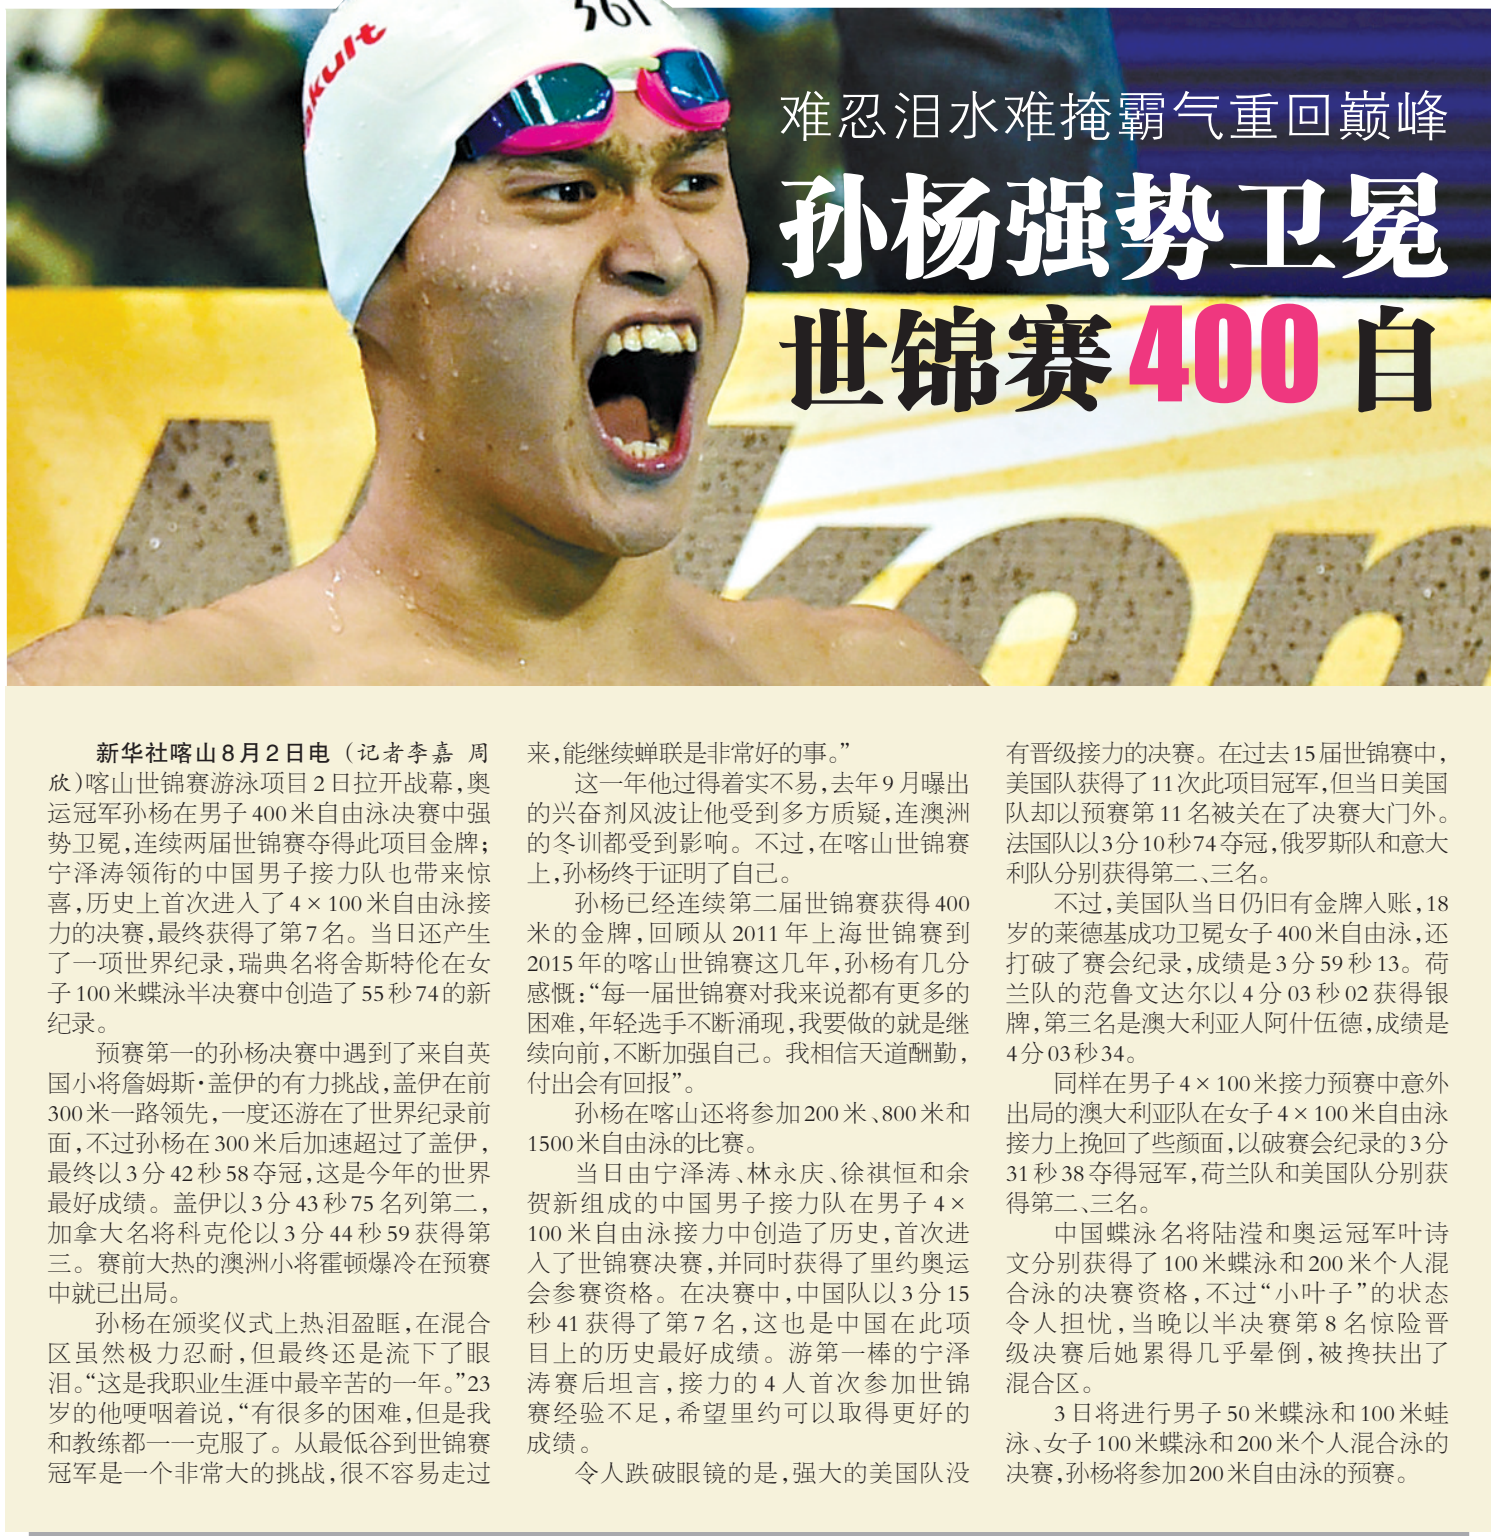 361
akult
难忍泪水难掩霸气重回巅峰
孙杨强势卫冕
世锦赛400自
新华社喀山8月2日电（记者李嘉 周
欣）喀山世锦赛游泳项目2日拉开战幕，奥
运冠军孙杨在男子400米自由泳决赛中强
势卫冕，连续两届世锦赛夺得此项目金牌；
宁泽涛领衔的中国男子接力队也带来惊
喜，历史上首次进入了4×100米自由泳接
力的决赛，最终获得了第7名。当日还产生
了一项世界纪录，瑞典名将舍斯特伦在女
子100米蝶泳半决赛中创造了55秒74的新
纪录。
预赛第一的孙杨决赛中遇到了来自英
国小将詹姆斯·盖伊的有力挑战，盖伊在前
300米一路领先，一度还游在了世界纪录前
面，不过孙杨在300米后加速超过了盖伊，
最终以3分42秒58夺冠，这是今年的世界
最好成绩。盖伊以3分43秒75名列第二，
加拿大名将科克伦以3分44秒59获得第
三。赛前大热的澳洲小将霍顿爆冷在预赛
中就已出局。
孙杨在颁奖仪式上热泪盈眶，在混合
区虽然极力忍耐，但最终还是流下了眼
泪。“这是我职业生涯中最辛苦的一年。”23
岁的他哽咽着说，“有很多的困难，但是我
和教练都一一克服了。从最低谷到世锦赛
冠军是一个非常大的挑战，很不容易走过
来，能继续蝉联是非常好的事。”
这一年他过得着实不易，去年9月曝出
的兴奋剂风波让他受到多方质疑，连澳洲
的冬训都受到影响。不过，在喀山世锦赛
上，孙杨终于证明了自己。
孙杨已经连续第二届世锦赛获得400
米的金牌，回顾从2011年上海世锦赛到
2015年的喀山世锦赛这几年，孙杨有几分
感慨：“每一届世锦赛对我来说都有更多的
困难，年轻选手不断涌现，我要做的就是继
续向前，不断加强自己。我相信天道酬勤，
付出会有回报”。
孙杨在喀山还将参加200米、800米和
1500米自由泳的比赛。
当日由宁泽涛、林永庆、徐祺恒和余
贺新组成的中国男子接力队在男子4×
100米自由泳接力中创造了历史，首次进
入了世锦赛决赛，并同时获得了里约奥运
会参赛资格。在决赛中，中国队以3分15
秒41获得了第7名，这也是中国在此项
目上的历史最好成绩。游第一棒的宁泽
涛赛后坦言，接力的4人首次参加世锦
赛经验不足，希望里约可以取得更好的
成绩。
令人跌破眼镜的是，强大的美国队没
有晋级接力的决赛。在过去15届世锦赛中，
美国队获得了11次此项目冠军，但当日美国
队却以预赛第11名被关在了决赛大门外。
法国队以3分10秒74夺冠，俄罗斯队和意大
利队分别获得第二、三名。
不过，美国队当日仍旧有金牌入账，18
岁的莱德基成功卫冕女子400米自由泳，还
打破了赛会纪录，成绩是3分59秒13。荷
兰队的范鲁文达尔以4分03秒02获得银
牌，第三名是澳大利亚人阿什伍德，成绩是
4分03秒34。
同样在男子4×100米接力预赛中意外
出局的澳大利亚队在女子4×100米自由泳
接力上挽回了些颜面，以破赛会纪录的3分
31秒38夺得冠军，荷兰队和美国队分别获
得第二、三名。
中国蝶泳名将陆滢和奥运冠军叶诗
文分别获得了100米蝶泳和200米个人混
合泳的决赛资格，不过“小叶子”的状态
令人担忧，当晚以半决赛第8名惊险晋
级决赛后她累得几乎晕倒，被搀扶出了
混合区。
3日将进行男子50米蝶泳和100米蛙
泳、女子100米蝶泳和200米个人混合泳的
决赛，孙杨将参加200米自由泳的预赛。